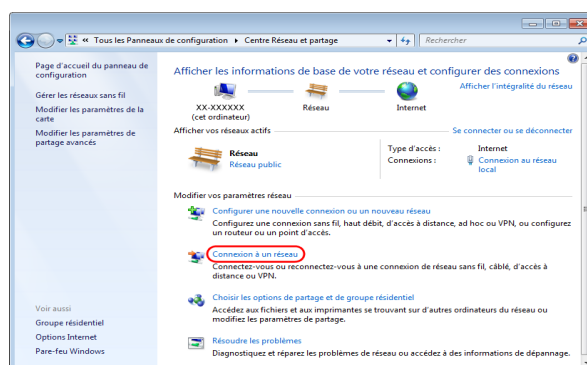 « Tous les Panneaux de configuration ▸ Centre Réseau et partage
Rechercher
Page d'accueil du panneau de
configuration
Gérer les réseaux sans fil
Modifier les paramètres de la
carte
Modifier les paramètres de
partage avancés
Voir aussi
Groupe résidentiel
Options Internet
Pare-feu Windows
Afficher les informations de base de votre réseau et configurer des connexions
Afficher l'intégralité du réseau
XX-XXXXXX
(cet ordinateur)
Réseau
Internet
Afficher vos réseaux actifs
Se connecter ou se déconnecter
Réseau
Réseau public
Type d'accès : Internet
Connexions : Connexion au réseau
local
Modifier vos paramètres réseau
Configurer une nouvelle connexion ou un nouveau réseau
Configurez une connexion sans fil, haut débit, d'accès à distance, ad hoc ou VPN, ou configurez
un routeur ou un point d'accès.
Connexion à un réseau
Connectez-vous ou reconnectez-vous à une connexion de réseau sans fil, câblé, d'accès à
distance ou VPN.
Choisir les options de partage et de groupe résidentiel
Accédez aux fichiers et aux imprimantes se trouvant sur d'autres ordinateurs du réseau ou
modifiez les paramètres de partage.
Résoudre les problèmes
Diagnostiquez et réparez les problèmes de réseau ou accédez à des informations de dépannage.